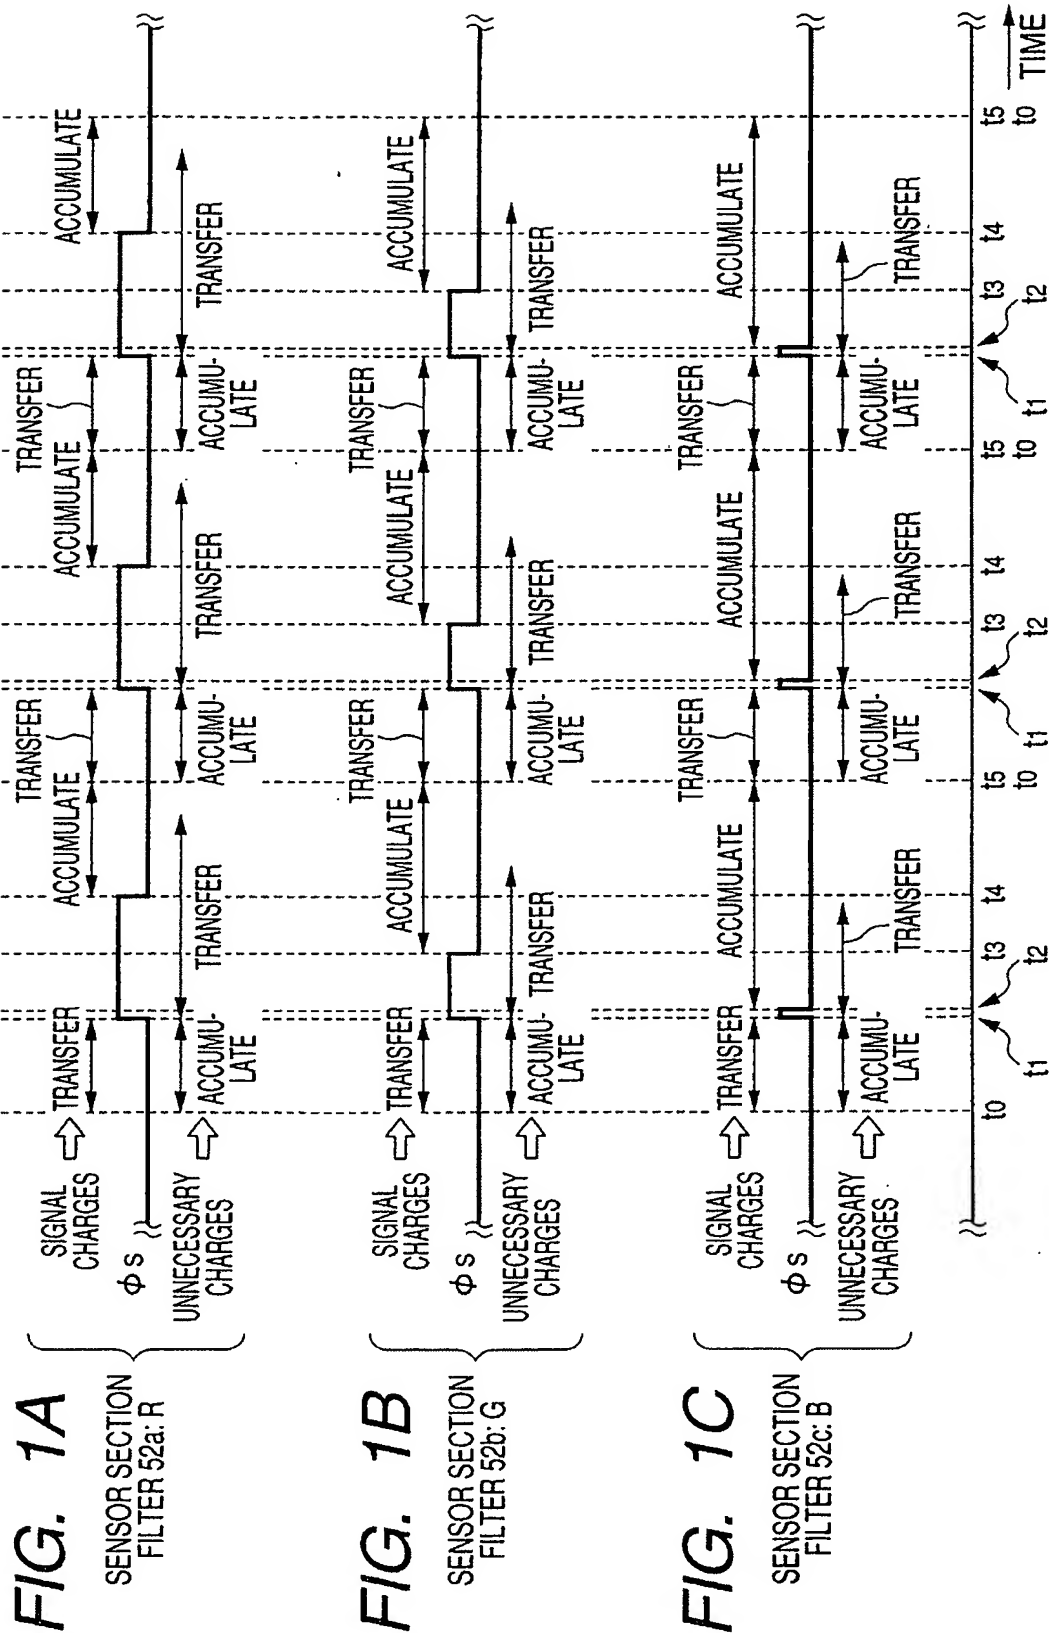 FIG. 1A
SENSOR SECTION
FILTER 52a: R
SIGNAL
CHARGES
TRANSFER
ACCUMULATE
TRANSFER
ACCUMULATE
TRANSFER
ACCUMULATE
ϕs
UNNECESSARY
CHARGES
ACCUMU-
LATE
TRANSFER
ACCUMU-
LATE
TRANSFER
ACCUMU-
LATE
TRANSFER
FIG. 1B
SENSOR SECTION
FILTER 52b: G
SIGNAL
CHARGES
TRANSFER
ACCUMULATE
TRANSFER
ACCUMULATE
TRANSFER
ACCUMULATE
ϕs
UNNECESSARY
CHARGES
ACCUMU-
LATE
TRANSFER
ACCUMU-
LATE
TRANSFER
ACCUMU-
LATE
TRANSFER
FIG. 1C
SENSOR SECTION
FILTER 52c: B
SIGNAL
CHARGES
TRANSFER
ACCUMULATE
TRANSFER
ACCUMULATE
TRANSFER
ACCUMULATE
ϕs
UNNECESSARY
CHARGES
ACCUMU-
LATE
TRANSFER
ACCUMU-
LATE
TRANSFER
ACCUMU-
LATE
TRANSFER
t0 t3 t4 t5 t3 t4 t5 t3 t4 t5
t1 t2 t0 t1 t2 t0 t1 t2 t0
TIME